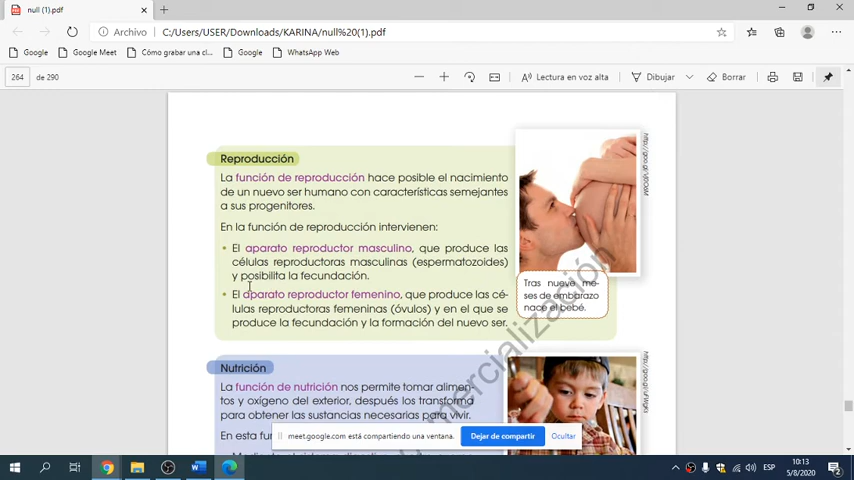 null (1).pdf
Archivo
C:/Users/USER/Downloads/KARINA/null%20(1).pdf
Google
Google Meet
Cómo grabar una cl...
Google
WhatsApp Web
264
de 290
Lectura en voz alta
Dibujar
Borrar
Reproducción
La función de reproducción hace posible el nacimiento
de un nuevo ser humano con características semejantes
a sus progenitores.
En la función de reproducción intervienen:
• El aparato reproductor masculino, que produce las
células reproductoras masculinas (espermatozoides)
y posibilita la fecundación.
• El aparato reproductor femenino, que produce las cé-
lulas reproductoras femeninas (óvulos) y en el que se
produce la fecundación y la formación del nuevo ser.
Tras nueve me-
ses de embarazo
nace el bebé.
Nutrición
La función de nutrición nos permite tomar alimen-
tos y oxígeno del exterior, después los transforma
para obtener las sustancias necesarias para vivir.
En esta fun
mercialización
meet.google.com está compartiendo una ventana.
Dejar de compartir
Ocultar
ESP
10:13
5/8/2020
2